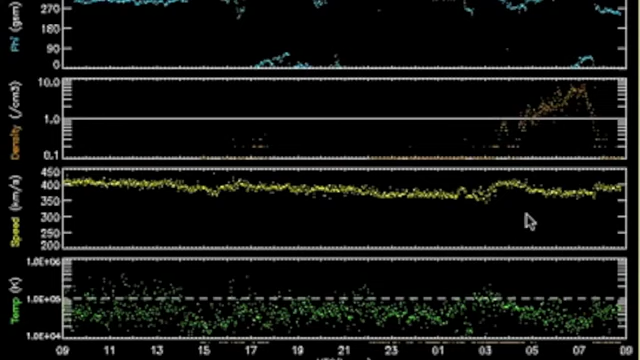 Phi (gsm)
270
180
90
0
Density (/cm3)
10.0
1.0
0.1
Speed (km/s)
450
400
350
300
250
200
Temp (K)
1.0E+06
1.0E+05
1.0E+04
09 11 13 15 17 19 21 23 01 03 05 07 09